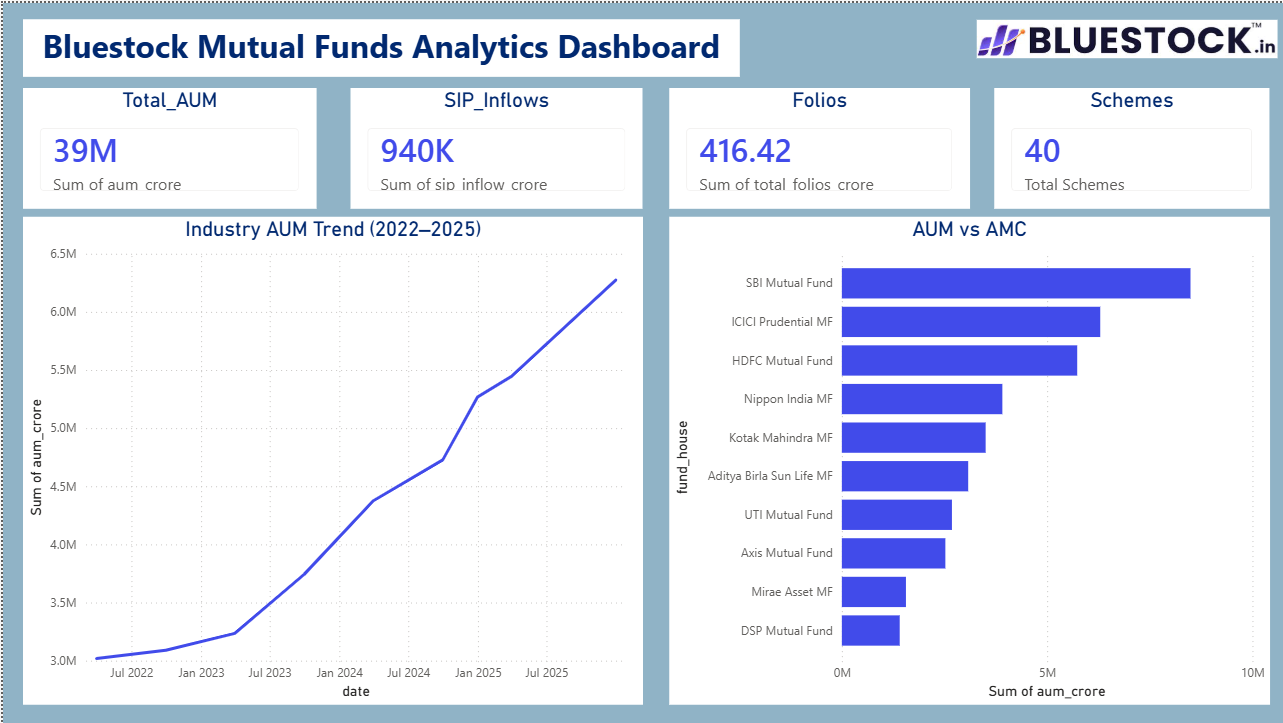 Bluestock Mutual Funds Analytics Dashboard
BLUESTOCK.in™
Total_AUM
39M
Sum of aum_crore
SIP_Inflows
940K
Sum of sip_inflow_crore
Folios
416.42
Sum of total_folios_crore
Schemes
40
Total Schemes
Industry AUM Trend (2022–2025)
Sum of aum_crore
6.5M
6.0M
5.5M
5.0M
4.5M
4.0M
3.5M
3.0M
Jul 2022 Jan 2023 Jul 2023 Jan 2024 Jul 2024 Jan 2025 Jul 2025
date
AUM vs AMC
fund_house
SBI Mutual Fund
ICICI Prudential MF
HDFC Mutual Fund
Nippon India MF
Kotak Mahindra MF
Aditya Birla Sun Life MF
UTI Mutual Fund
Axis Mutual Fund
Mirae Asset MF
DSP Mutual Fund
0M 5M 10M
Sum of aum_crore